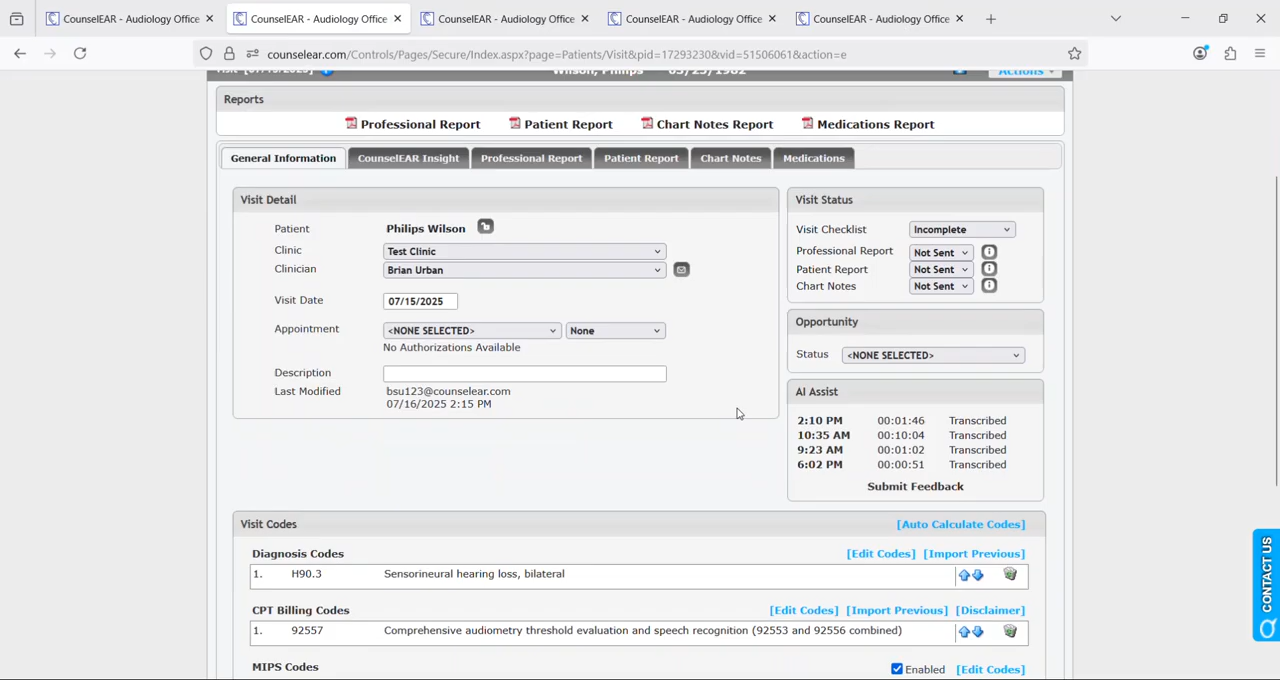 CounselEAR - Audiology Office
CounselEAR - Audiology Office
CounselEAR - Audiology Office
CounselEAR - Audiology Office
CounselEAR - Audiology Office
counselear.com/Controls/Pages/Secure/Index.aspx?page=Patients/Visit&pid=17293230&vid=51506061&action=e
Visit [07/15/2025] Wilson, Philips Actions
Reports
Professional Report Patient Report Chart Notes Report Medications Report
General Information CounselEAR Insight Professional Report Patient Report Chart Notes Medications
Visit Detail
Patient Philips Wilson
Clinic Test Clinic
Clinician Brian Urban
Visit Date 07/15/2025
Appointment <NONE SELECTED> None
No Authorizations Available
Description
Last Modified bsu123@counselear.com
07/16/2025 2:15 PM
Visit Status
Visit Checklist Incomplete
Professional Report Not Sent
Patient Report Not Sent
Chart Notes Not Sent
Opportunity
Status <NONE SELECTED>
AI Assist
2:10 PM 00:01:46 Transcribed
10:35 AM 00:10:04 Transcribed
9:23 AM 00:01:02 Transcribed
6:02 PM 00:00:51 Transcribed
Submit Feedback
Visit Codes [Auto Calculate Codes]
Diagnosis Codes [Edit Codes] [Import Previous]
1. H90.3 Sensorineural hearing loss, bilateral
CPT Billing Codes [Edit Codes] [Import Previous] [Disclaimer]
1. 92557 Comprehensive audiometry threshold evaluation and speech recognition (92553 and 92556 combined)
MIPS Codes Enabled [Edit Codes]
CONTACT US